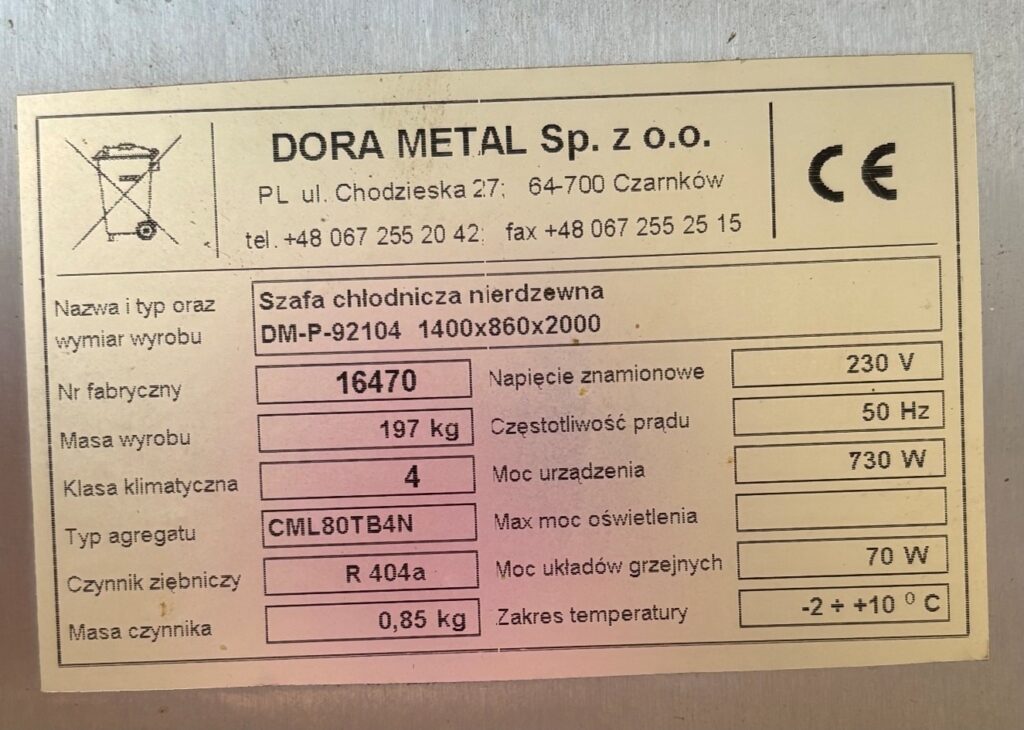 DORA METAL Sp. z o.o.
PL ul. Chodzieska 27; 64-700 Czarnków
tel. +48 067 255 20 42; fax +48 067 255 25 15
CE
Nazwa i typ oraz wymiar wyrobu
Szafa chłodnicza nierdzewna
DM-P-92104 1400x860x2000
Nr fabryczny 16470
Masa wyrobu 197 kg
Klasa klimatyczna 4
Typ agregatu CML80TB4N
Czynnik ziębniczy R 404a
Masa czynnika 0,85 kg
Napięcie znamionowe 230 V
Częstotliwość prądu 50 Hz
Moc urządzenia 730 W
Max moc oświetlenia
Moc układów grzejnych 70 W
Zakres temperatury -2 ÷ +10 ⁰ C